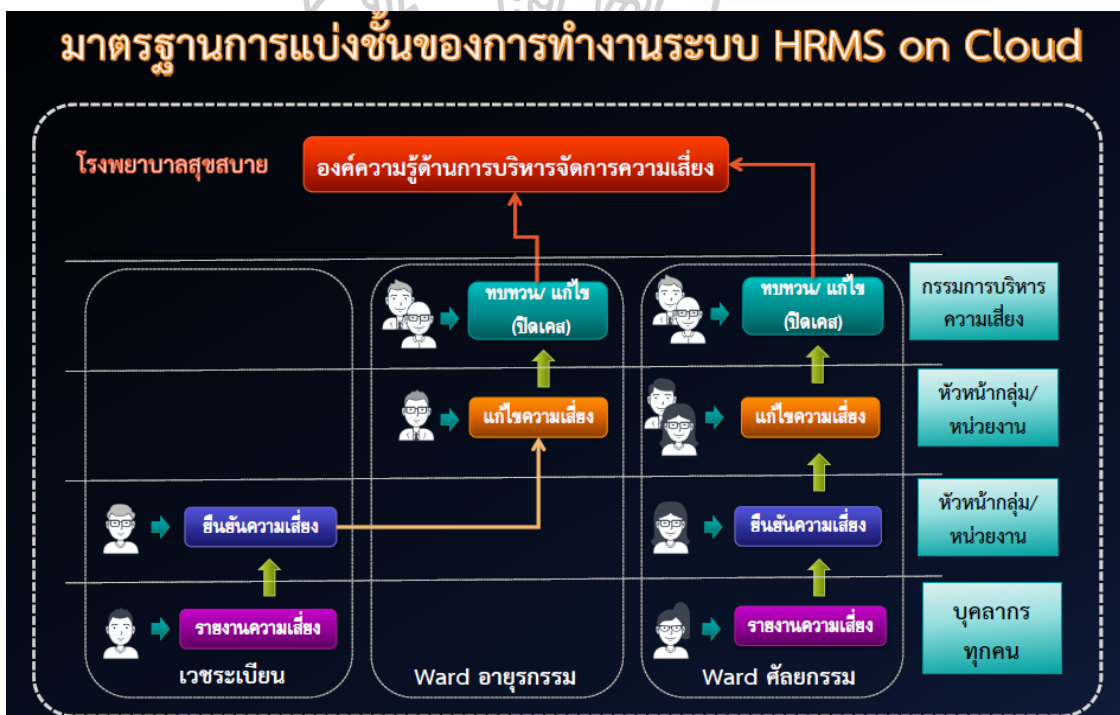 มาตรฐานการแบ่งชั้นของการทำงานระบบ HRMS on Cloud
โรงพยาบาลสุขสบาย
องค์ความรู้ด้านการบริหารจัดการความเสี่ยง
ทบทวน/ แก้ไข
(ปิดเคส)
ทบทวน/ แก้ไข
(ปิดเคส)
กรรมการบริหาร
ความเสี่ยง
แก้ไขความเสี่ยง
แก้ไขความเสี่ยง
หัวหน้ากลุ่ม/
หน่วยงาน
ยืนยันความเสี่ยง
ยืนยันความเสี่ยง
หัวหน้ากลุ่ม/
หน่วยงาน
รายงานความเสี่ยง
รายงานความเสี่ยง
บุคลากร
ทุกคน
เวชระเบียน
Ward อายุรกรรม
Ward ศัลยกรรม